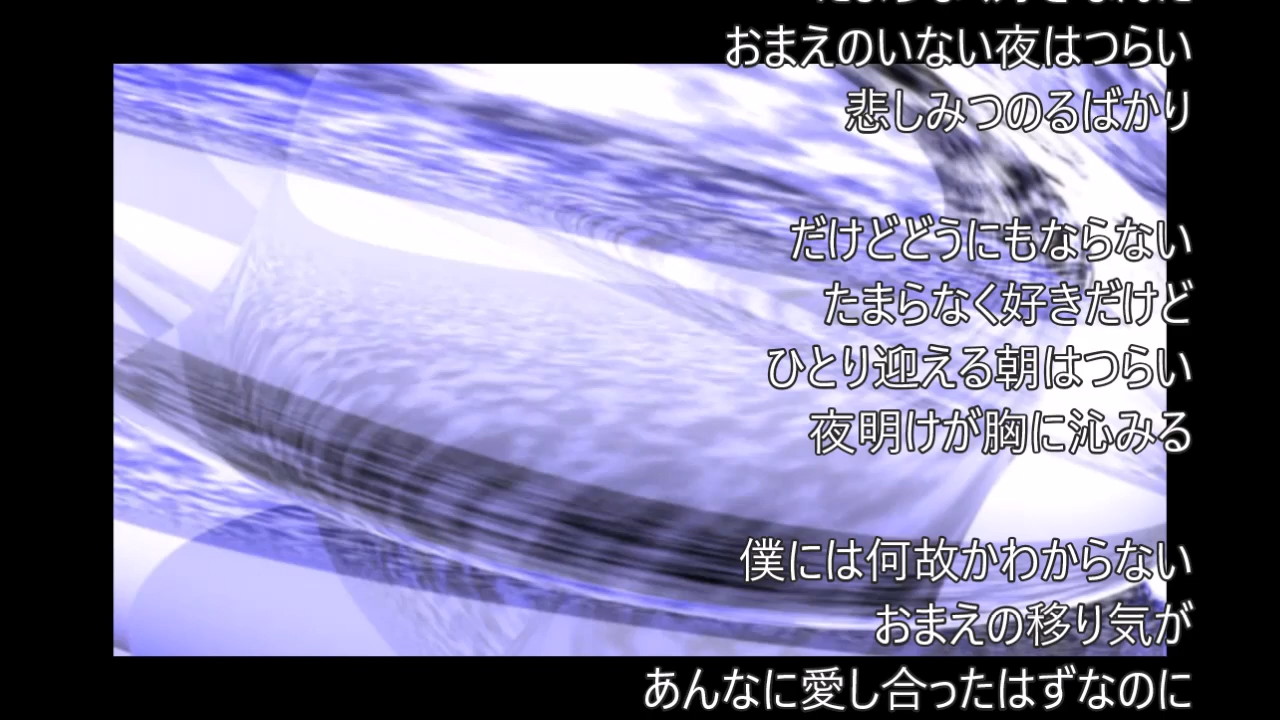 おまえのいない夜はつらい
悲しみつのるばかり
だけどどうにもならない
たまらなく好きだけど
ひとり迎える朝はつらい
夜明けが胸に沁みる
僕には何故かわからない
おまえの移り気が
あんなに愛し合ったはずなのに